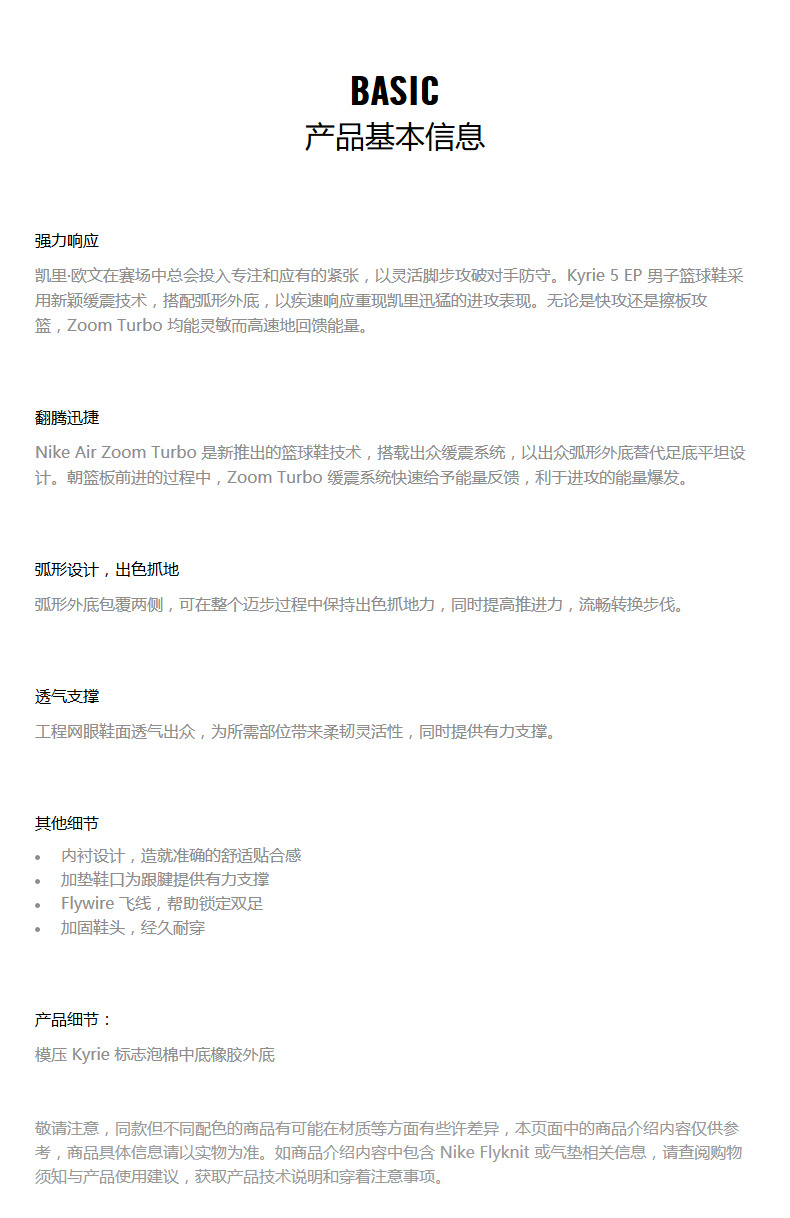 BASIC
产品基本信息
强力响应
凯里·欧文在赛场中总会投入专注和应有的紧张，以灵活脚步攻破对手防守。Kyrie 5 EP 男子篮球鞋采
用新颖缓震技术，搭配弧形外底，以疾速响应重现凯里迅猛的进攻表现。无论是快攻还是擦板攻
篮，Zoom Turbo 均能灵敏而高速地回馈能量。
翻腾迅捷
Nike Air Zoom Turbo 是新推出的篮球鞋技术，搭载出众缓震系统，以出众弧形外底替代足底平坦设
计。朝篮板前进的过程中，Zoom Turbo 缓震系统快速给予能量反馈，利于进攻的能量爆发。
弧形设计，出色抓地
弧形外底包覆两侧，可在整个迈步过程中保持出色抓地力，同时提高推进力，流畅转换步伐。
透气支撑
工程网眼鞋面透气出众，为所需部位带来柔韧灵活性，同时提供有力支撑。
其他细节
• 内衬设计，造就准确的舒适贴合感
• 加垫鞋口为跟腱提供有力支撑
• Flywire 飞线，帮助锁定双足
• 加固鞋头，经久耐穿
产品细节：
模压 Kyrie 标志泡棉中底橡胶外底
敬请注意，同款但不同配色的商品有可能在材质等方面有些许差异，本页面中的商品介绍内容仅供参
考，商品具体信息请以实物为准。如商品介绍内容中包含 Nike Flyknit 或气垫相关信息，请查阅购物
须知与产品使用建议，获取产品技术说明和穿着注意事项。